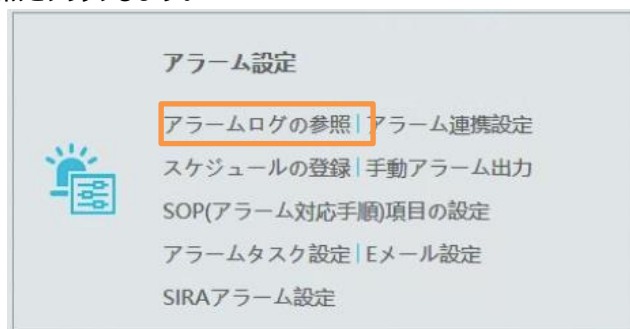 アラーム設定
アラームログの参照|アラーム連携設定
スケジュールの登録|手動アラーム出力
SOP(アラーム対応手順)項目の設定
アラームタスク設定|Eメール設定
SIRAアラーム設定